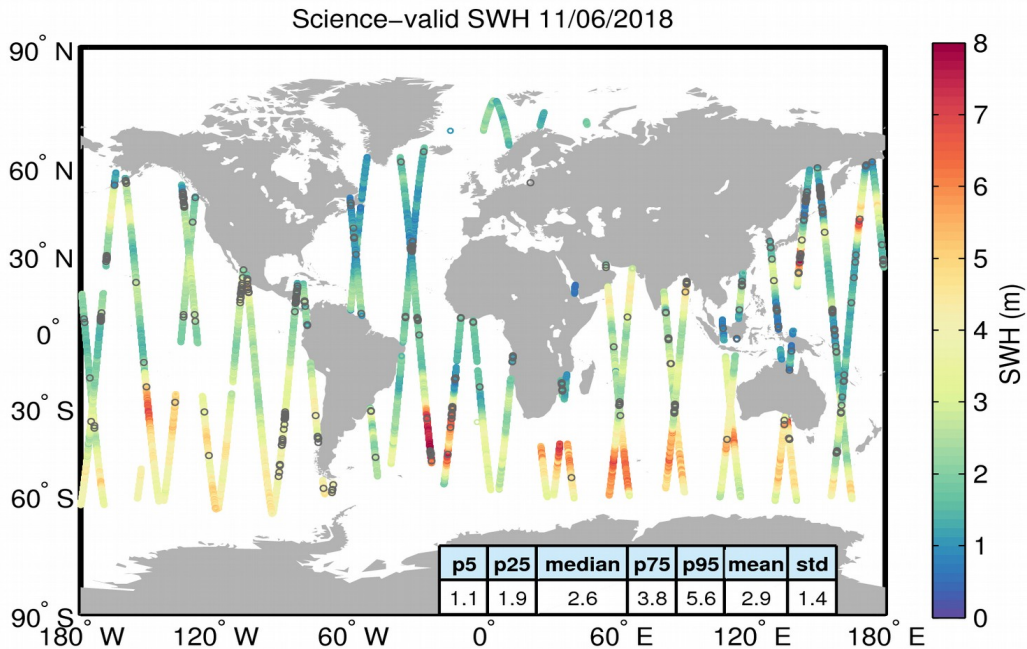 Science−valid SWH 11/06/2018
90° N
60° N
30° N
0°
30° S
60° S
90° S
180° W
120° W
60° W
0°
60° E
120° E
180° E
p5 p25 median p75 p95 mean std
1.1 1.9 2.6 3.8 5.6 2.9 1.4
8
7
6
5
4
3
2
1
0
SWH (m)